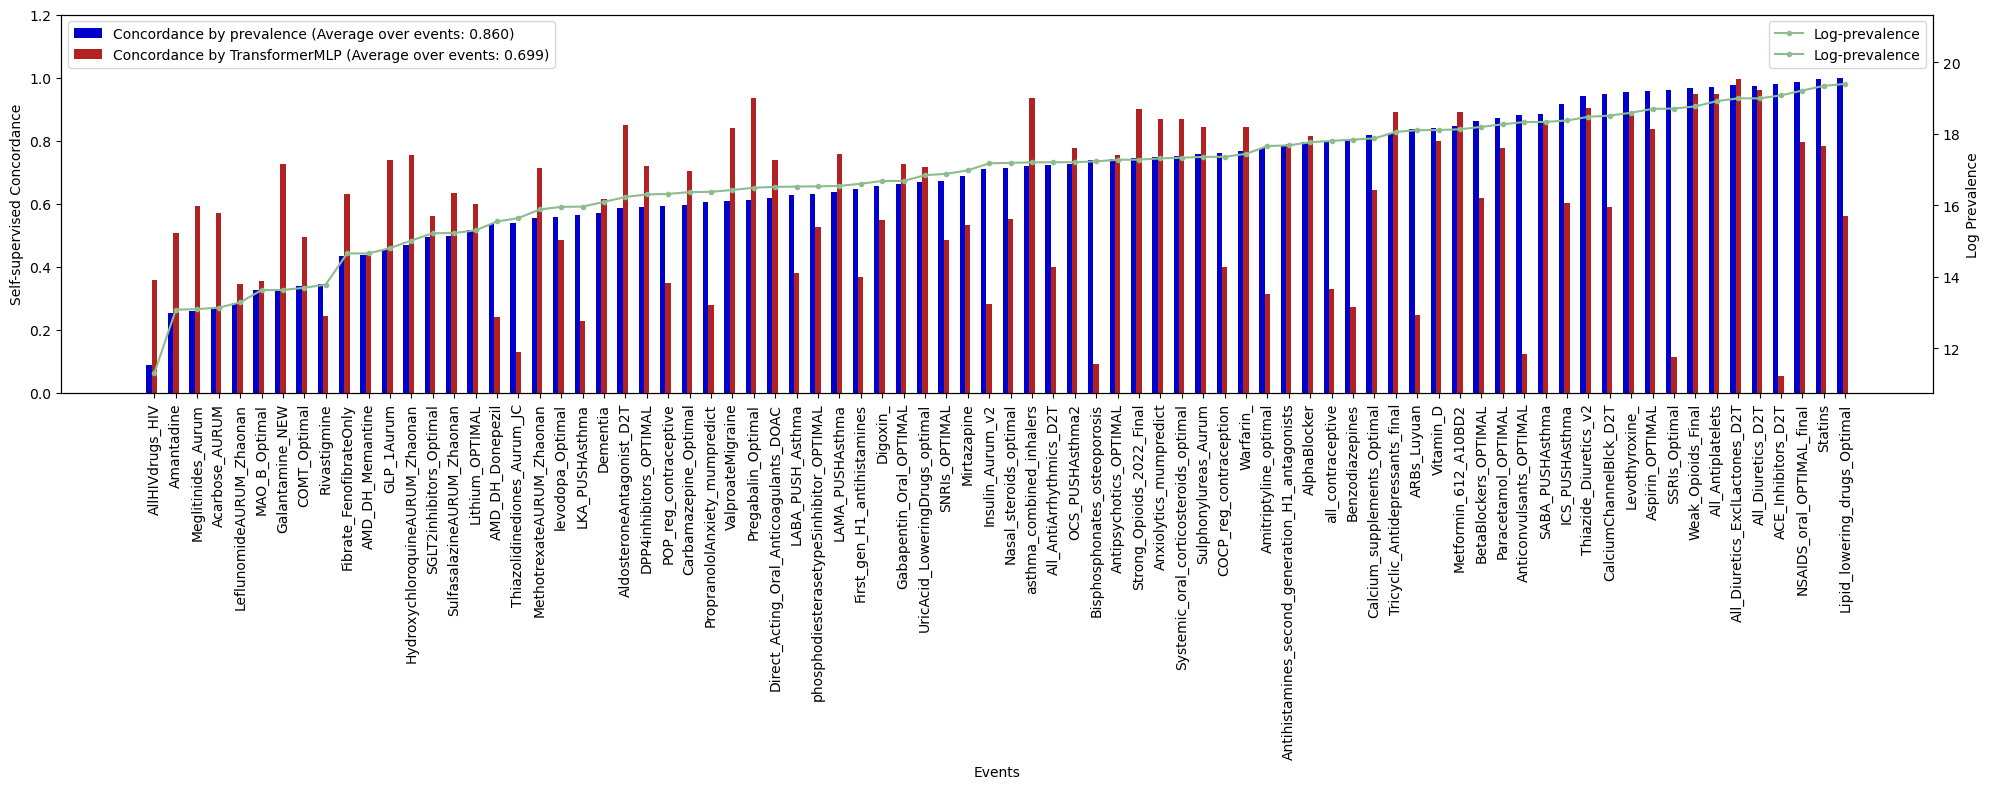 Concordance by prevalence (Average over events: 0.860)
Concordance by TransformerMLP (Average over events: 0.699)
Log-prevalence
Log-prevalence
Self-supervised Concordance
1.2
1.0
0.8
0.6
0.4
0.2
0.0
20
18
16
14
12
Log Prevalence
AllHIVdrugs_HIV
Amantadine
Meglitinides_Aurum
Acarbose_AURUM
LeflunomideAURUM_Zhaonan
MAO_B_Optimal
Galantamine_NEW
COMT_Optimal
Rivastigmine
Fibrate_FenofibrateOnly
AMD_DH_Memantine
GLP_1Aurum
HydroxychloroquineAURUM_Zhaonan
SGLT2inhibitors_Optimal
SulfasalazineAURUM_Zhaonan
Lithium_OPTIMAL
AMD_DH_Donepezil
Thiazolidinediones_Aurum_JC
MethotrexateAURUM_Zhaonan
levodopa_Optimal
LKA_PUSHAsthma
Dementia
AldosteroneAntagonist_D2T
DPP4inhibitors_OPTIMAL
POP_reg_contraceptive
Carbamazepine_Optimal
PropranololAnxiety_mumpredict
ValproateMigraine
Pregabalin_Optimal
Direct_Acting_Oral_Anticoagulants_DOAC
LABA_PUSH_Asthma
phosphodiesterasetype5inhibitor_OPTIMAL
LAMA_PUSHAsthma
First_gen_H1_antihistamines
Digoxin_
Gabapentin_Oral_OPTIMAL
UricAcid_LoweringDrugs_optimal
SNRIs_OPTIMAL
Mirtazapine
Insulin_Aurum_v2
Nasal_steroids_optimal
asthma_combined_inhalers
All_AntiArrhythmics_D2T
OCS_PUSHAsthma2
Bisphosphonates_osteoporosis
Antipsychotics_OPTIMAL
Strong_Opioids_2022_Final
Anxiolytics_mumpredict
Systemic_oral_corticosteroids_optimal
Sulphonylureas_Aurum
COCP_reg_contraception
Warfarin_
Amitriptyline_optimal
Antihistamines_second_generation_H1_antagonists
AlphaBlocker
all_contraceptive
Benzodiazepines
Calcium_supplements_Optimal
Tricyclic_Antidepressants_final
ARBs_Luyuan
Vitamin_D
Metformin_612_A10BD2
BetaBlockers_OPTIMAL
Paracetamol_OPTIMAL
Anticonvulsants_OPTIMAL
SABA_PUSHAsthma
ICS_PUSHAsthma
Thiazide_Diuretics_v2
CalciumChannelBlck_D2T
Levothyroxine_
Aspirin_OPTIMAL
SSRIs_Optimal
Weak_Opioids_Final
All_Antiplatelets
All_Diuretics_ExclLactones_D2T
All_Diuretics_D2T
ACE_Inhibitors_D2T
NSAIDS_oral_OPTIMAL_final
Statins
Lipid_lowering_drugs_Optimal
Events